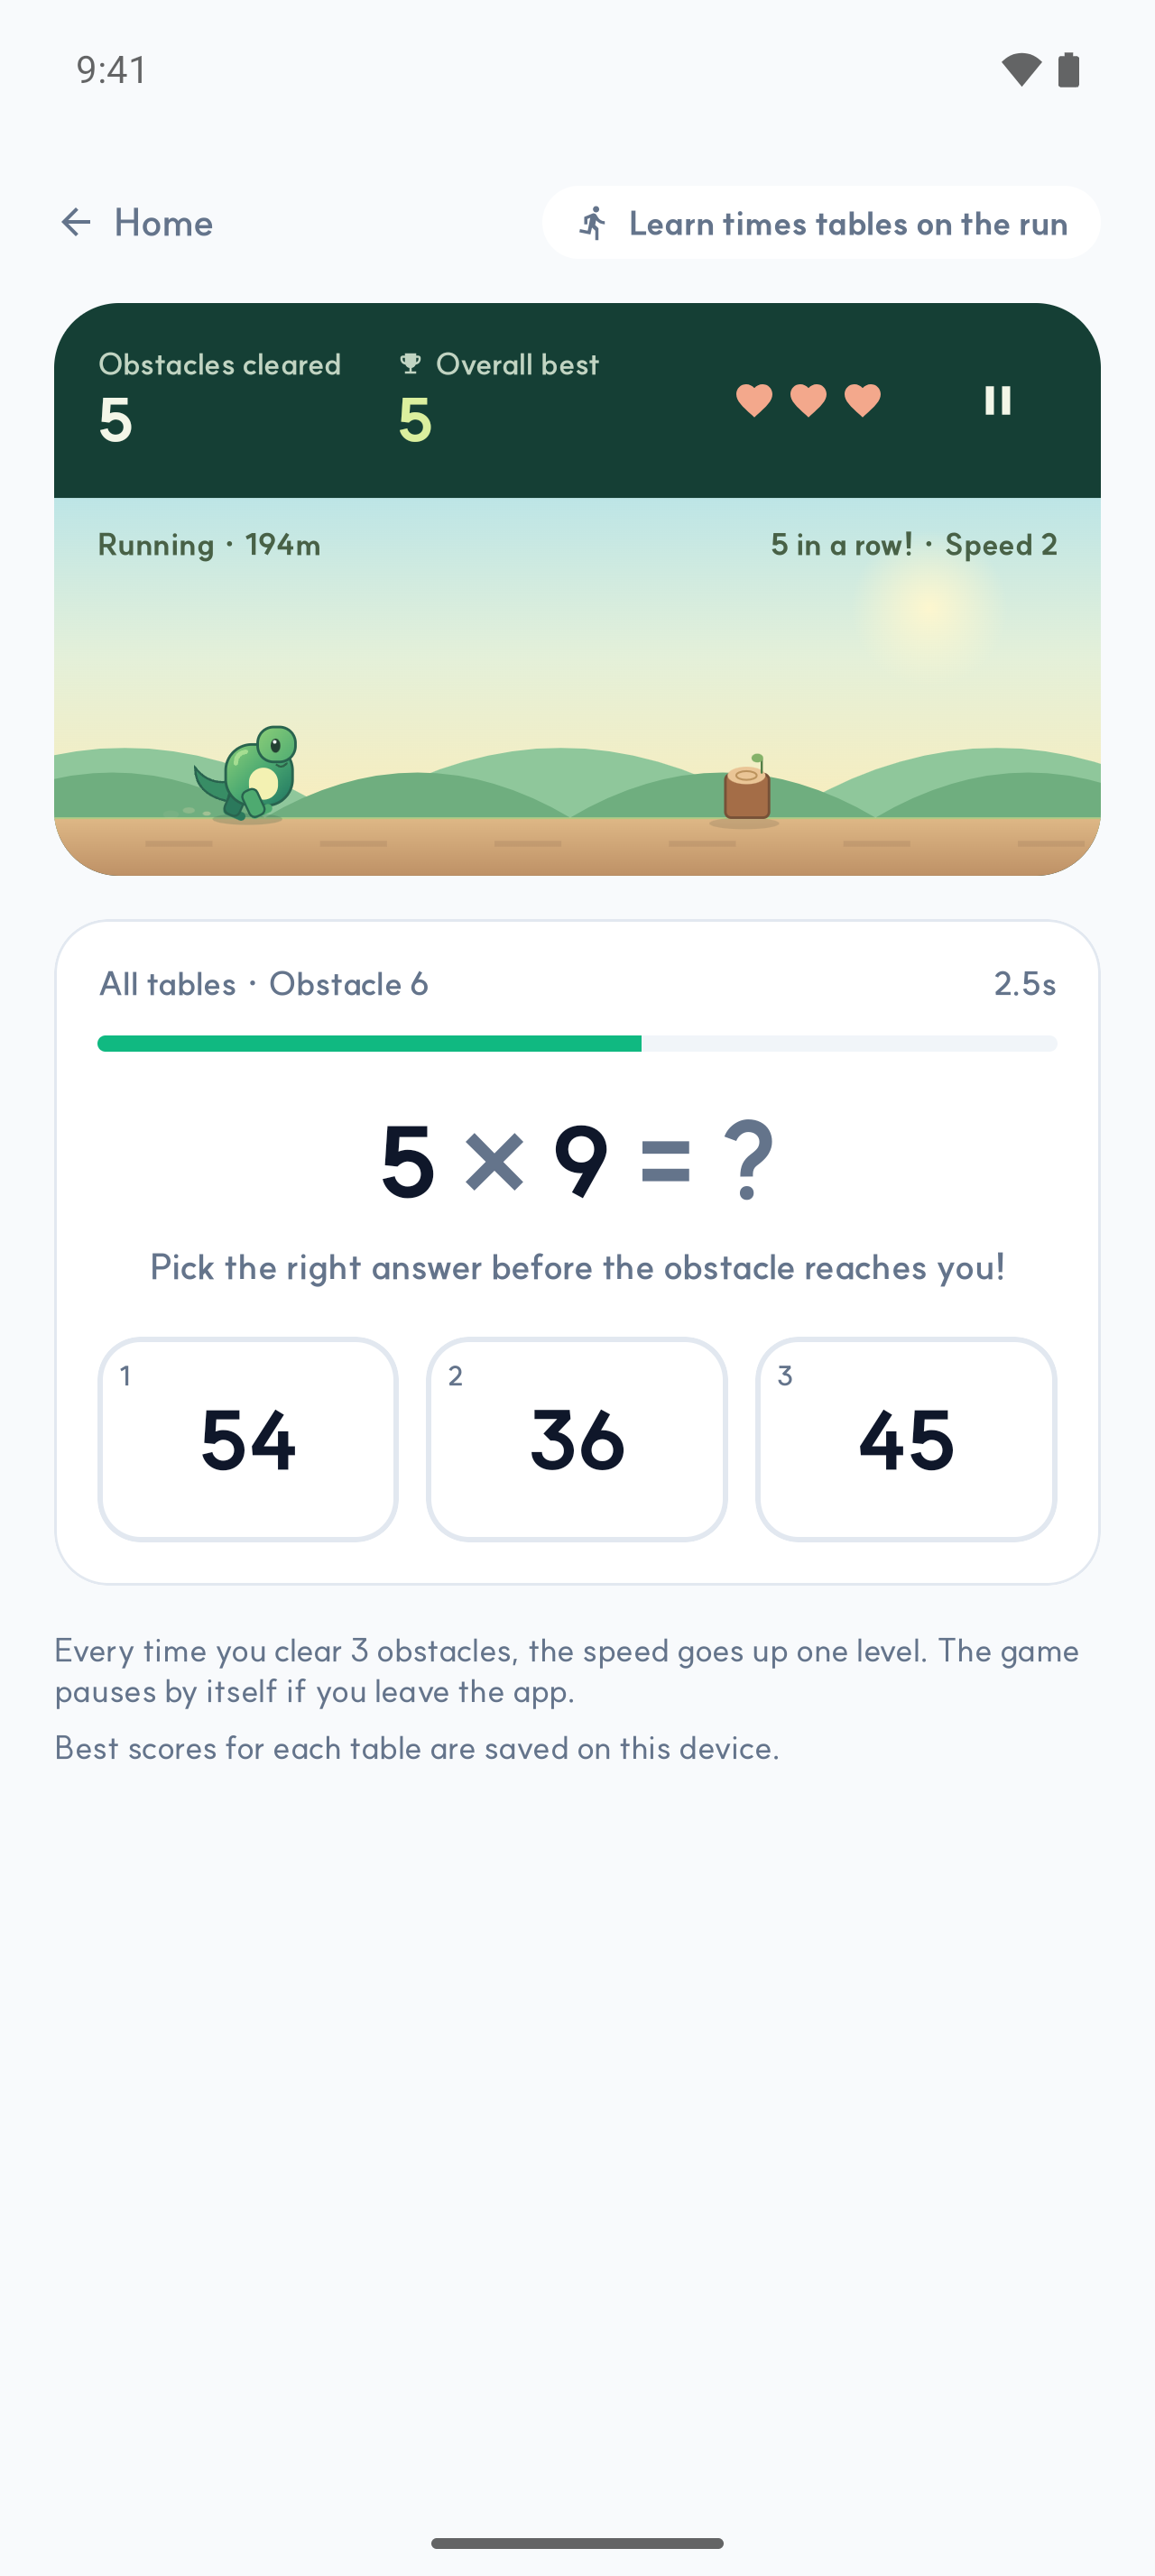 9:41
Home
Learn times tables on the run
Obstacles cleared
5
Overall best
5
Running · 194m
5 in a row! · Speed 2
All tables · Obstacle 6
2.5s
5 × 9 = ?
Pick the right answer before the obstacle reaches you!
1
54
2
36
3
45
Every time you clear 3 obstacles, the speed goes up one level. The game
pauses by itself if you leave the app.
Best scores for each table are saved on this device.